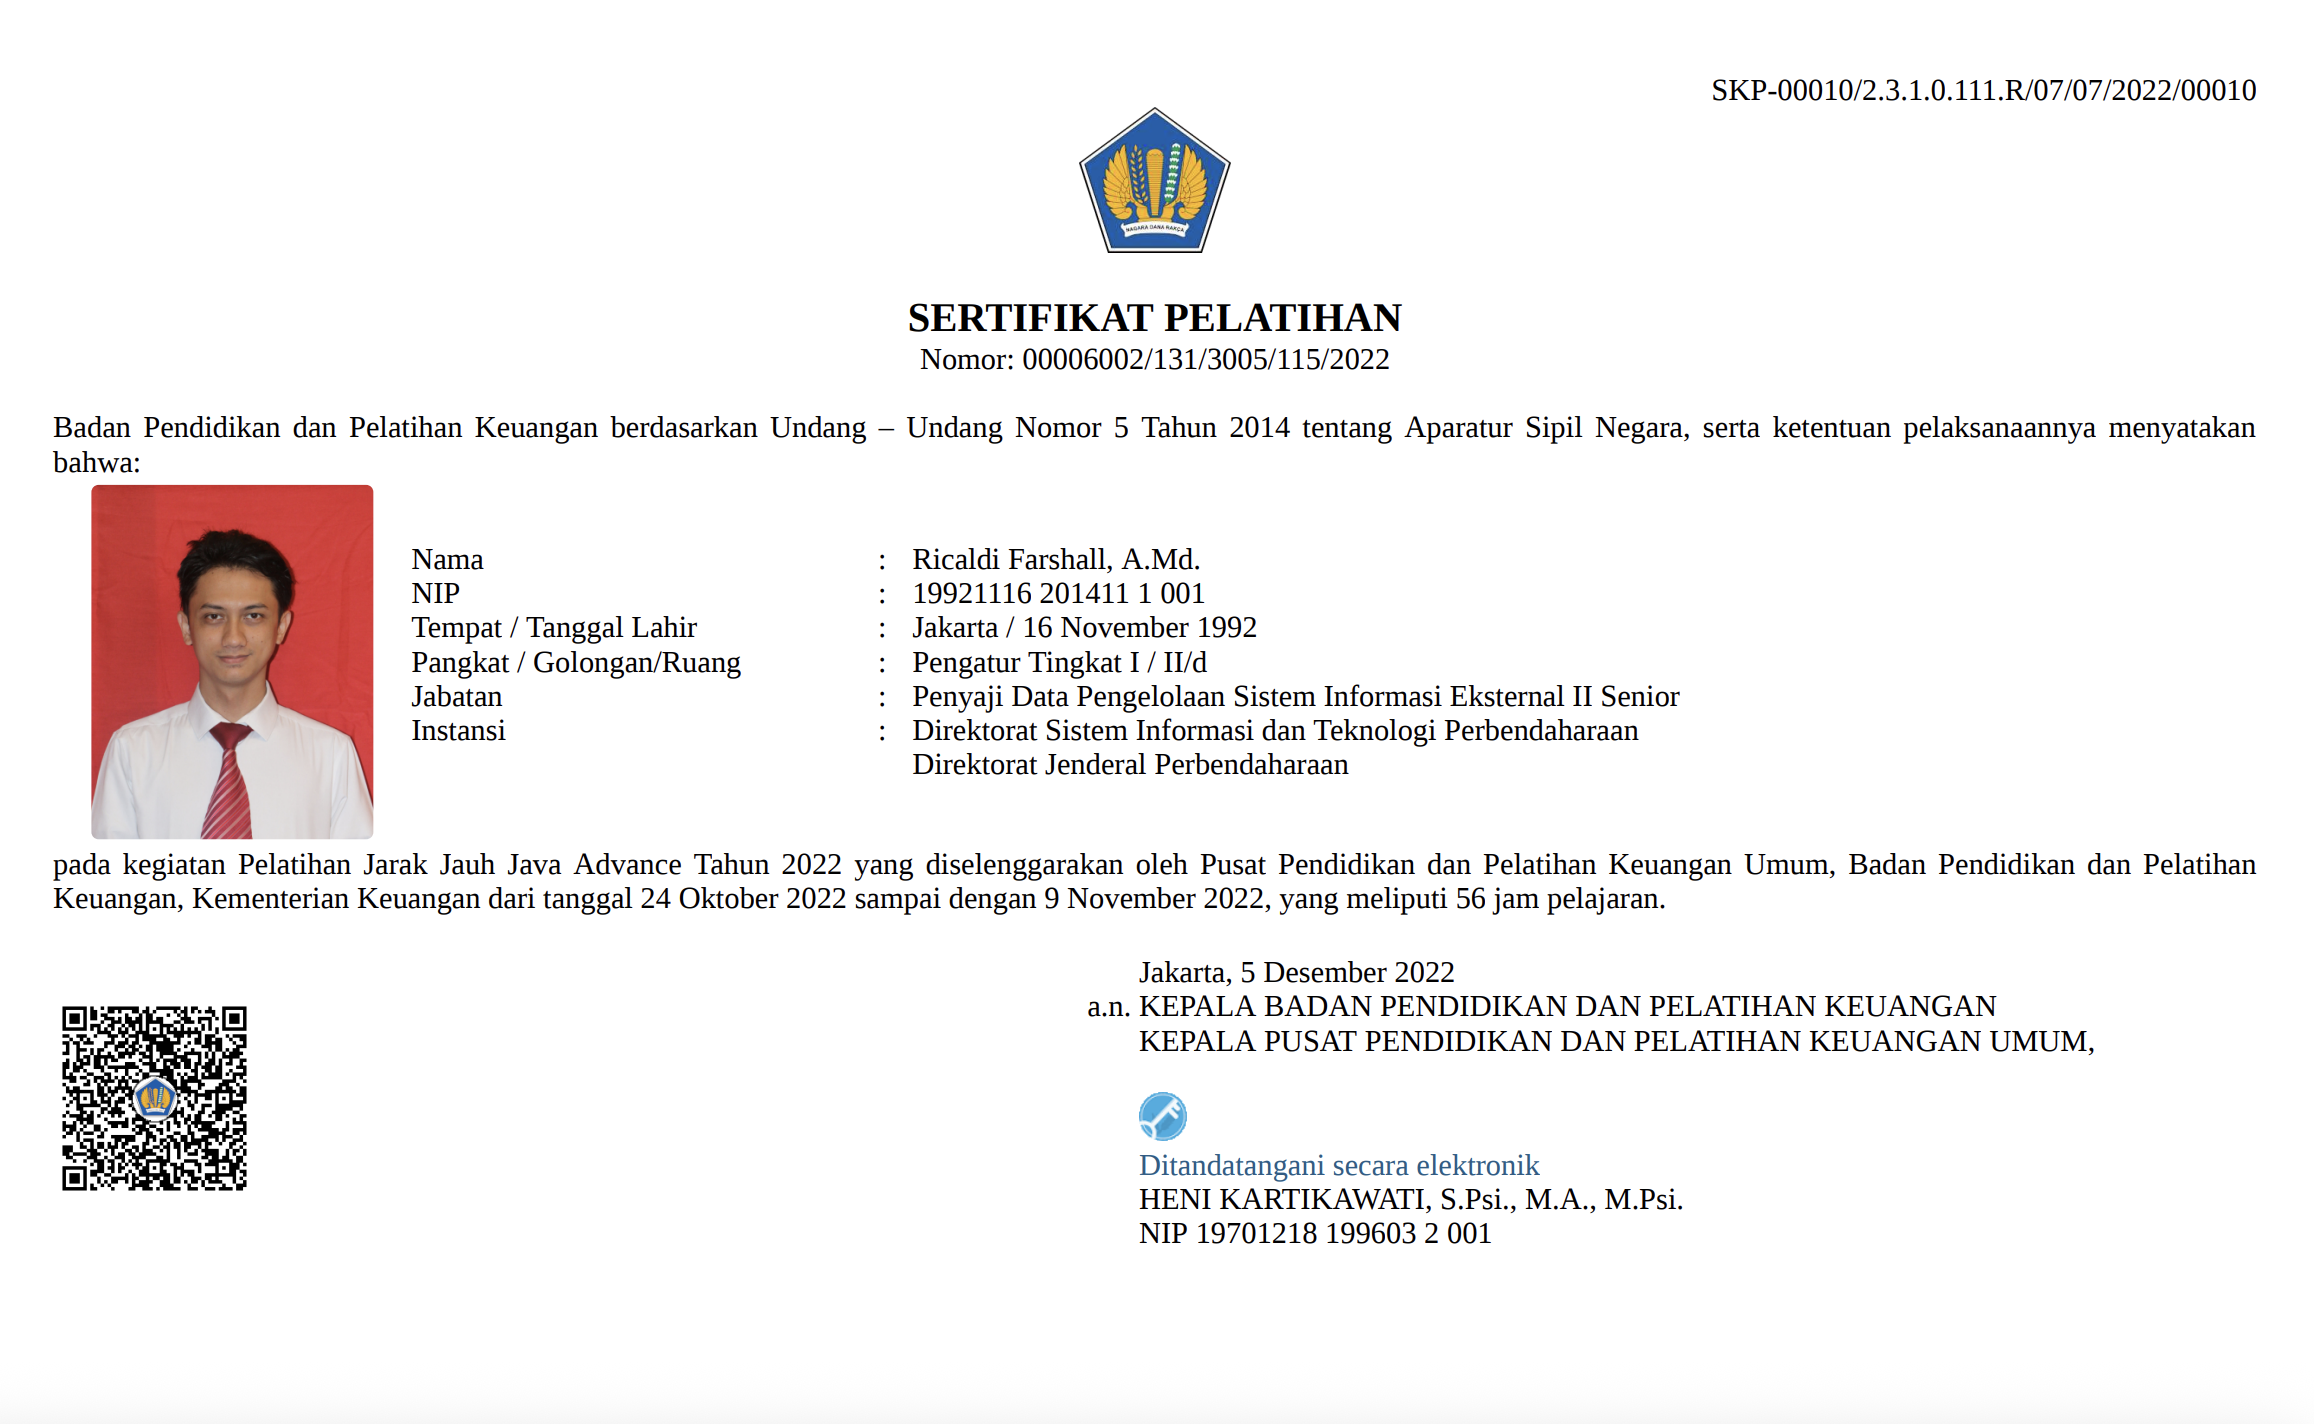 SKP-00010/2.3.1.0.111.R/07/07/2022/00010
NAGARA DANA RAKÇA
SERTIFIKAT PELATIHAN
Nomor: 00006002/131/3005/115/2022
Badan Pendidikan dan Pelatihan Keuangan berdasarkan Undang – Undang Nomor 5 Tahun 2014 tentang Aparatur Sipil Negara, serta ketentuan pelaksanaannya menyatakan
bahwa:
Nama : Ricaldi Farshall, A.Md.
NIP : 19921116 201411 1 001
Tempat / Tanggal Lahir : Jakarta / 16 November 1992
Pangkat / Golongan/Ruang : Pengatur Tingkat I / II/d
Jabatan : Penyaji Data Pengelolaan Sistem Informasi Eksternal II Senior
Instansi : Direktorat Sistem Informasi dan Teknologi Perbendaharaan
Direktorat Jenderal Perbendaharaan
pada kegiatan Pelatihan Jarak Jauh Java Advance Tahun 2022 yang diselenggarakan oleh Pusat Pendidikan dan Pelatihan Keuangan Umum, Badan Pendidikan dan Pelatihan
Keuangan, Kementerian Keuangan dari tanggal 24 Oktober 2022 sampai dengan 9 November 2022, yang meliputi 56 jam pelajaran.
Jakarta, 5 Desember 2022
a.n. KEPALA BADAN PENDIDIKAN DAN PELATIHAN KEUANGAN
KEPALA PUSAT PENDIDIKAN DAN PELATIHAN KEUANGAN UMUM,
Ditandatangani secara elektronik
HENI KARTIKAWATI, S.Psi., M.A., M.Psi.
NIP 19701218 199603 2 001